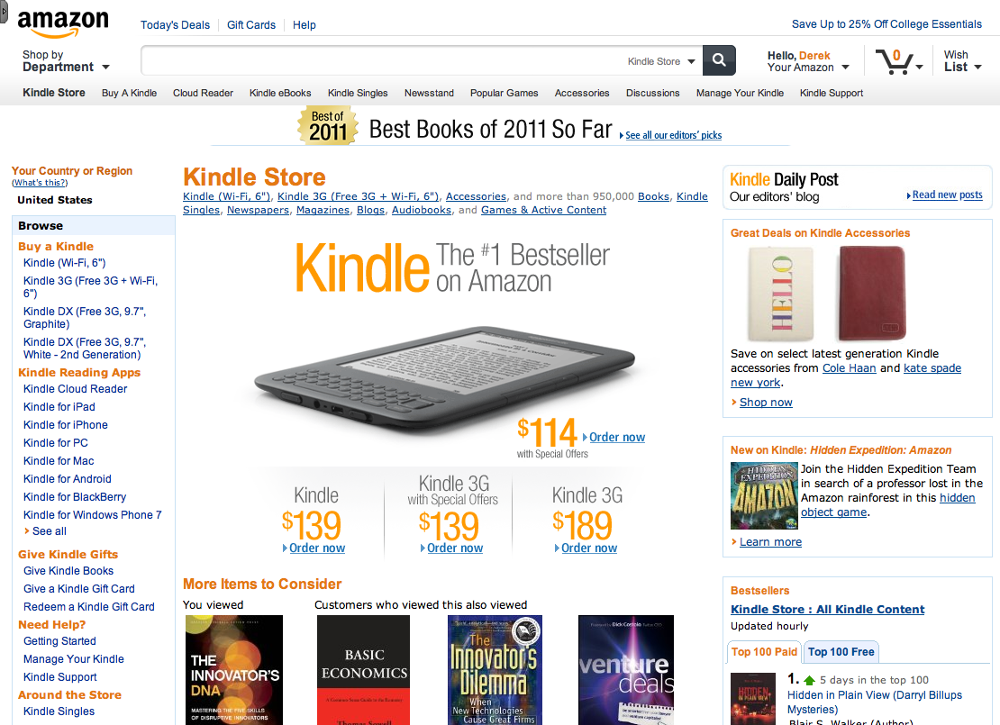 amazon
Today's Deals
Gift Cards
Help
Save Up to 25% Off College Essentials
Shop by
Department
Kindle Store
Hello, Derek
Your Amazon
0
Wish
List
Kindle Store
Buy A Kindle
Cloud Reader
Kindle eBooks
Kindle Singles
Newsstand
Popular Games
Accessories
Discussions
Manage Your Kindle
Kindle Support
Best of
2011
Best Books of 2011 So Far
See all our editors' picks
Your Country or Region
(What's this?)
United States
Browse
Buy a Kindle
Kindle (Wi-Fi, 6")
Kindle 3G (Free 3G + Wi-Fi,
6")
Kindle DX (Free 3G, 9.7",
Graphite)
Kindle DX (Free 3G, 9.7",
White - 2nd Generation)
Kindle Reading Apps
Kindle Cloud Reader
Kindle for iPad
Kindle for iPhone
Kindle for PC
Kindle for Mac
Kindle for Android
Kindle for BlackBerry
Kindle for Windows Phone 7
See all
Give Kindle Gifts
Give Kindle Books
Give a Kindle Gift Card
Redeem a Kindle Gift Card
Need Help?
Getting Started
Manage Your Kindle
Kindle Support
Around the Store
Kindle Singles
Kindle Store
Kindle (Wi-Fi, 6"), Kindle 3G (Free 3G + Wi-Fi, 6"), Accessories, and more than 950,000 Books, Kindle
Singles, Newspapers, Magazines, Blogs, Audiobooks, and Games & Active Content
Kindle
The #1 Bestseller
on Amazon
$114
Order now
with Special Offers
Kindle
$139
Order now
Kindle 3G
with Special Offers
$139
Order now
Kindle 3G
$189
Order now
More Items to Consider
You viewed
Customers who viewed this also viewed
THE
INNOVATOR'S
DNA
MASTERING THE FIVE SKILLS
OF DISRUPTIVE INNOVATORS
BASIC
ECONOMICS
A Common Sense Guide to the Economy
Thomas Sowell
The
Innovator's
Dilemma
When
New Technologies
Cause Great Firms
Foreword by Dick Costolo
venture
deals
be smarter than your lawyer
and venture capitalist
Kindle Daily Post
Our editors' blog
Read new posts
Great Deals on Kindle Accessories
HELLO
Save on select latest generation Kindle
accessories from Cole Haan and kate spade
new york.
Shop now
New on Kindle: Hidden Expedition: Amazon
HIDDEN
EXPEDITION
AMAZON
Join the Hidden Expedition Team
in search of a professor lost in the
Amazon rainforest in this hidden
object game.
Learn more
Bestsellers
Kindle Store : All Kindle Content
Updated hourly
Top 100 Paid
Top 100 Free
HIDDEN
IN PLAIN VIEW
1.
5 days in the top 100
Hidden in Plain View (Darryl Billups
Mysteries)
Blair S. Walker (Author)